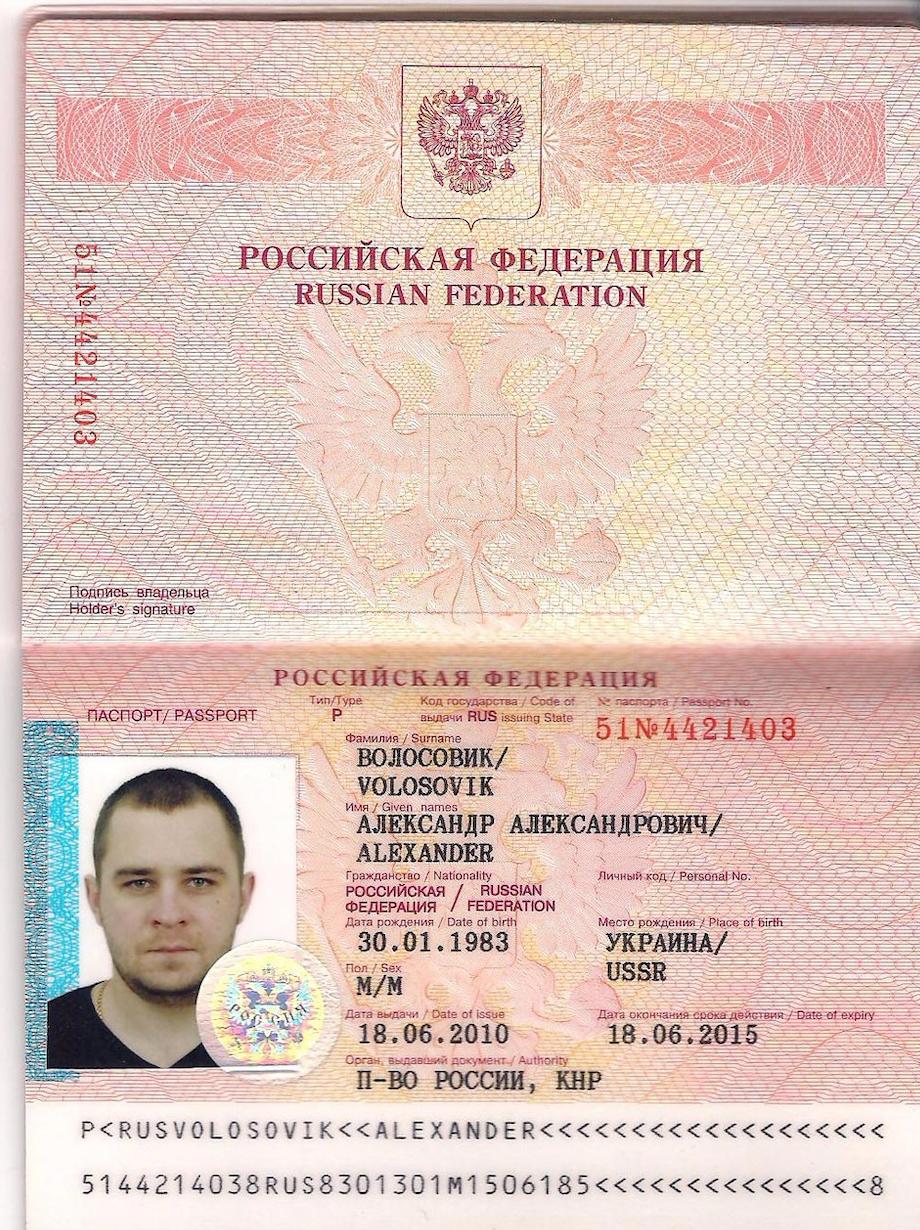 РОССИЙСКАЯ ФЕДЕРАЦИЯ
RUSSIAN FEDERATION
51№4421403
Подпись владельца
Holder's signature
РОССИЙСКАЯ ФЕДЕРАЦИЯ
ПАСПОРТ/ PASSPORT
Тип/Type
P
Код государства / Code of
выдачи RUS issuing State
№ паспорта / Passport No.
51№4421403
Фамилия / Surname
ВОЛОСОВИК/
VOLOSOVIK
Имя / Given names
АЛЕКСАНДР АЛЕКСАНДРОВИЧ/
ALEXANDER
Гражданство / Nationality
РОССИЙСКАЯ / RUSSIAN
ФЕДЕРАЦИЯ / FEDERATION
Личный код / Personal No.
Дата рождения / Date of birth
30.01.1983
Место рождения / Place of birth
УКРАИНА/
USSR
Пол / Sex
М/M
Дата выдачи / Date of issue
18.06.2010
Дата окончания срока действия / Date of expiry
18.06.2015
Орган, выдавший документ / Authority
П-ВО РОССИИ, КНР
РОССИЯ
P<RUSVOLOSOVIK<<ALEXANDER<<<<<<<<<<<<<<<<<<<
5144214038RUS8301301M1506185<<<<<<<<<<<<<<<8